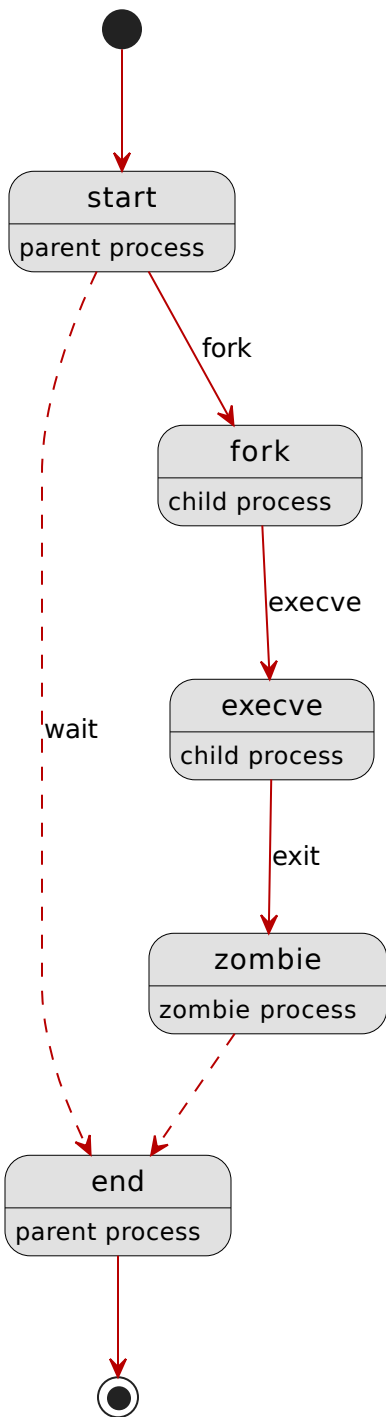 start
parent process
fork
fork
child process
execve
execve
child process
wait
exit
zombie
zombie process
end
parent process